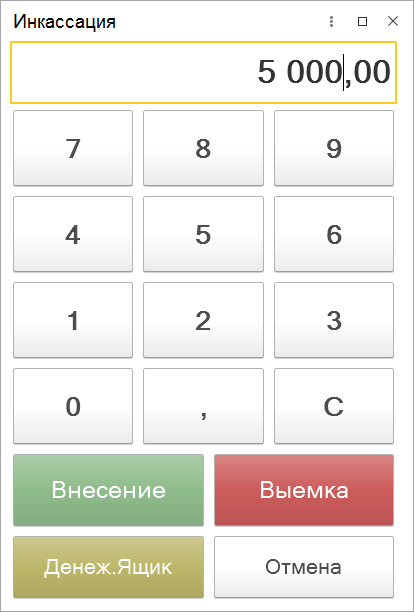 Инкассация
5 000,00
7 8 9
4 5 6
1 2 3
0 , С
Внесение Выемка
Денеж.Ящик Отмена